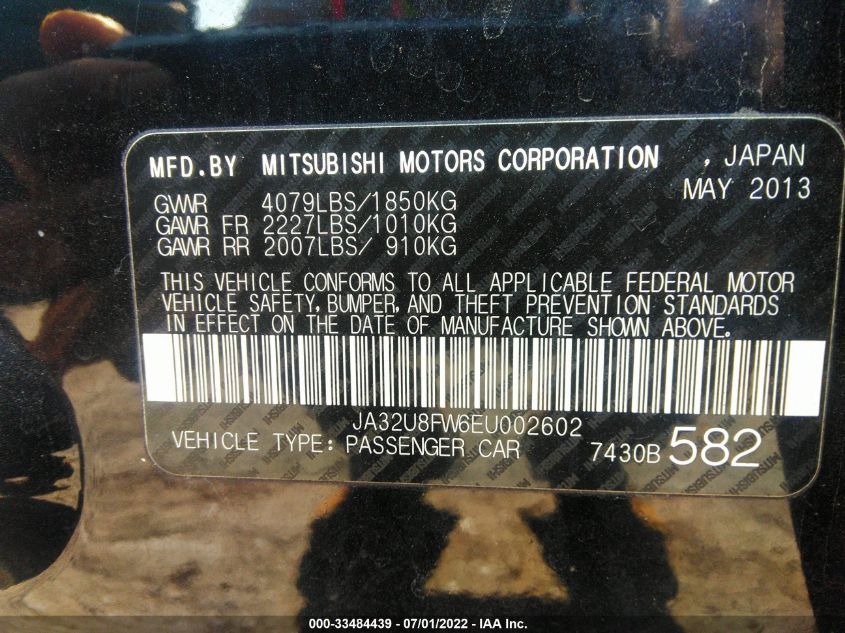 MFD.BY MITSUBISHI MOTORS CORPORATION , JAPAN
MAY 2013
GVWR 4079LBS/1850KG
GAWR FR 2227LBS/1010KG
GAWR RR 2007LBS/ 910KG
THIS VEHICLE CONFORMS TO ALL APPLICABLE FEDERAL MOTOR
VEHICLE SAFETY, BUMPER, AND THEFT PREVENTION STANDARDS
IN EFFECT ON THE DATE OF MANUFACTURE SHOWN ABOVE.
JA32U8FW6EU002602
VEHICLE TYPE: PASSENGER CAR 7430B 582
000-33484439 - 07/01/2022 - IAA Inc.